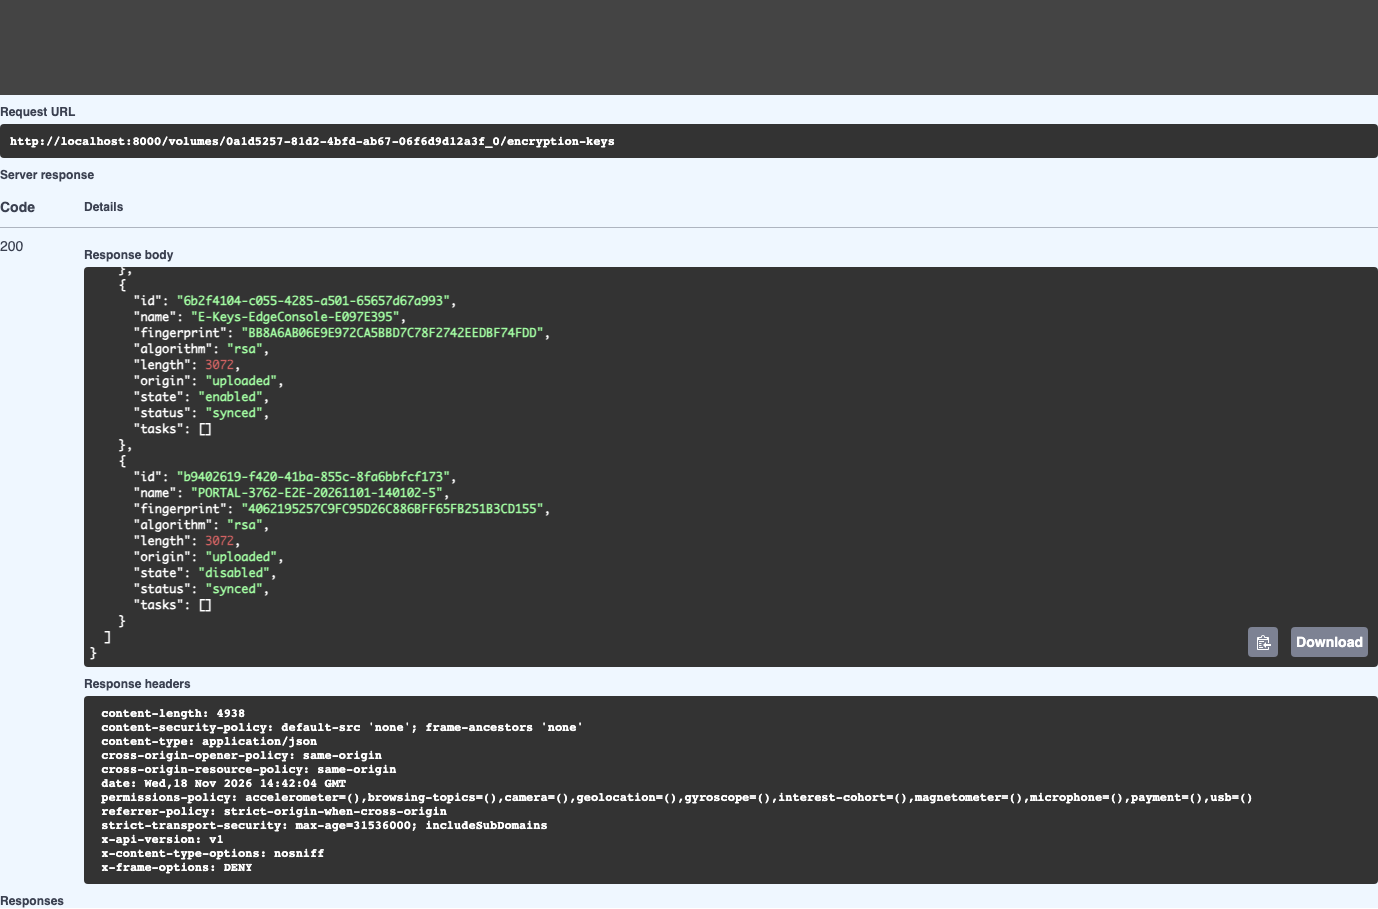 Request URL
http://localhost:8000/volumes/0a1d5257-81d2-4bfd-ab67-06f6d9d12a3f_0/encryption-keys
Server response
Code Details
200
Response body
},
{
"id": "6b2f4104-c055-4285-a501-65657d67a993",
"name": "E-Keys-EdgeConsole-E097E395",
"fingerprint": "BB8A6AB06E9E972CA5BBD7C78F2742EEDBF74FDD",
"algorithm": "rsa",
"length": 3072,
"origin": "uploaded",
"state": "enabled",
"status": "synced",
"tasks": []
},
{
"id": "b9402619-f420-41ba-855c-8fa6bbfcf173",
"name": "PORTAL-3762-E2E-20261101-140102-5",
"fingerprint": "4062195257C9FC95D26C886BFF65FB251B3CD155",
"algorithm": "rsa",
"length": 3072,
"origin": "uploaded",
"state": "disabled",
"status": "synced",
"tasks": []
}
]
}
Download
Response headers
content-length: 4938
content-security-policy: default-src 'none'; frame-ancestors 'none'
content-type: application/json
cross-origin-opener-policy: same-origin
cross-origin-resource-policy: same-origin
date: Wed,18 Nov 2026 14:42:04 GMT
permissions-policy: accelerometer=(),browsing-topics=(),camera=(),geolocation=(),gyroscope=(),interest-cohort=(),magnetometer=(),microphone=(),payment=(),usb=()
referrer-policy: strict-origin-when-cross-origin
strict-transport-security: max-age=31536000; includeSubDomains
x-api-version: v1
x-content-type-options: nosniff
x-frame-options: DENY
Responses